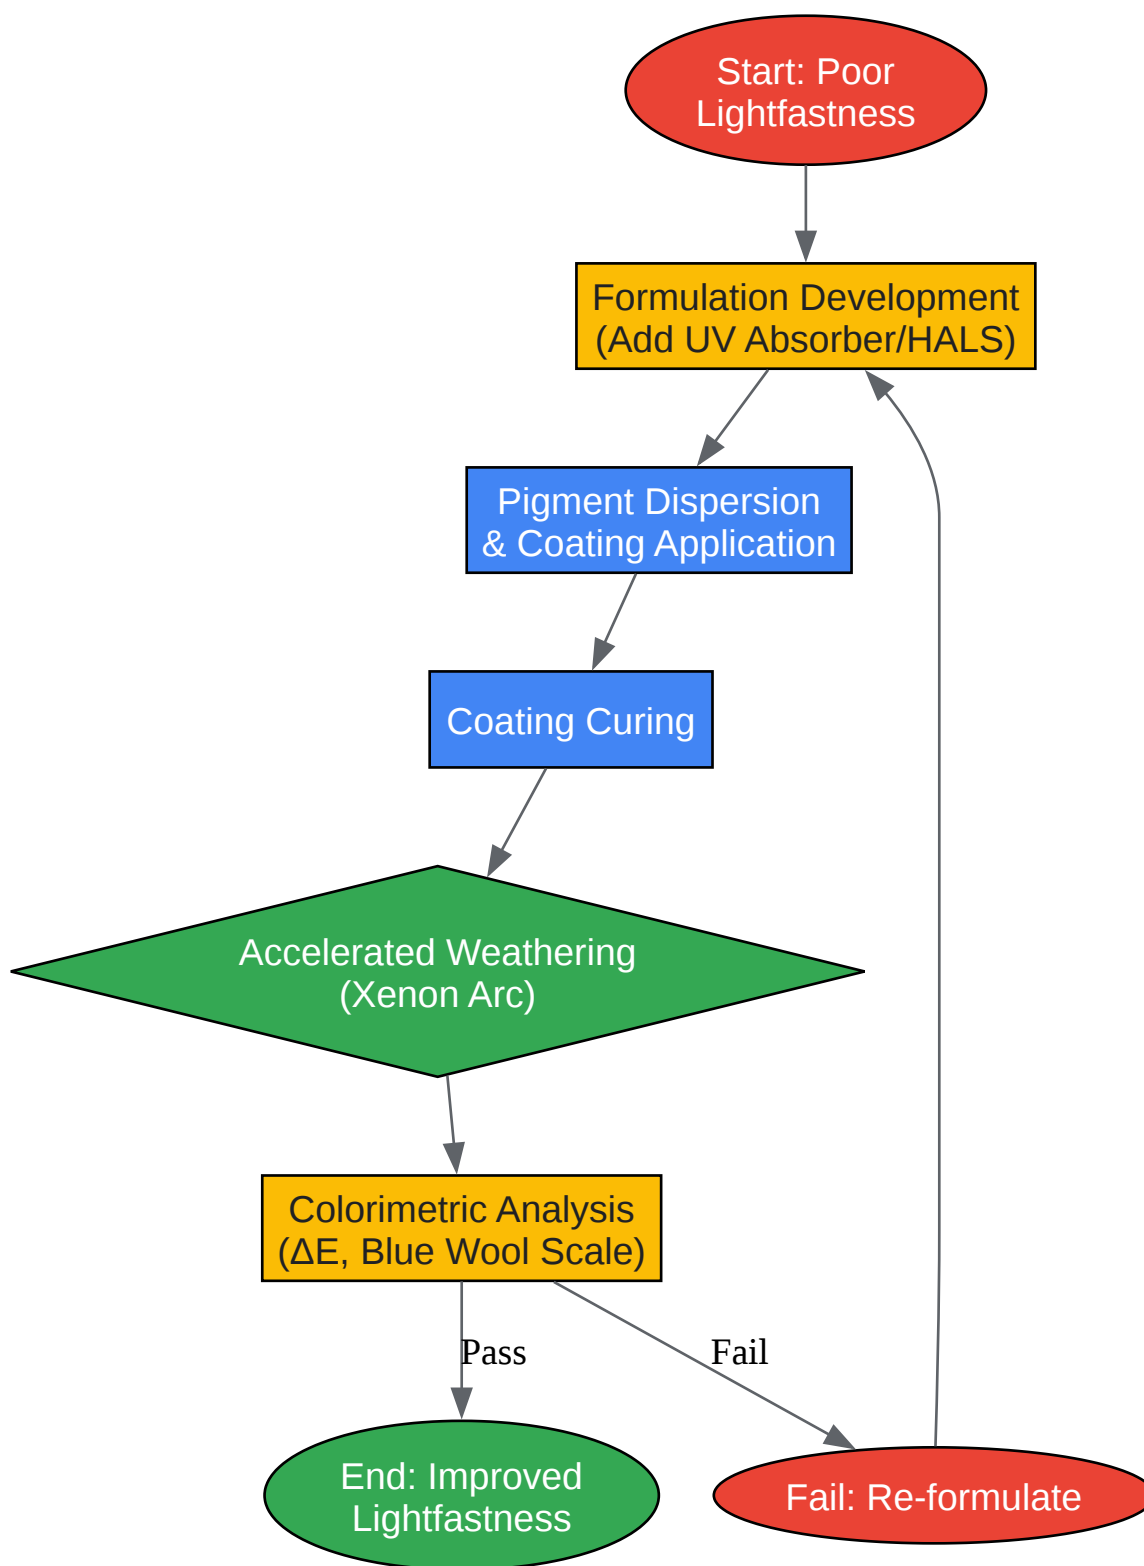 Start: Poor
Lightfastness
Formulation Development
(Add UV Absorber/HALS)
Pigment Dispersion
& Coating Application
Coating Curing
Accelerated Weathering
(Xenon Arc)
Colorimetric Analysis
(ΔE, Blue Wool Scale)
Pass
Fail
End: Improved
Lightfastness
Fail: Re-formulate